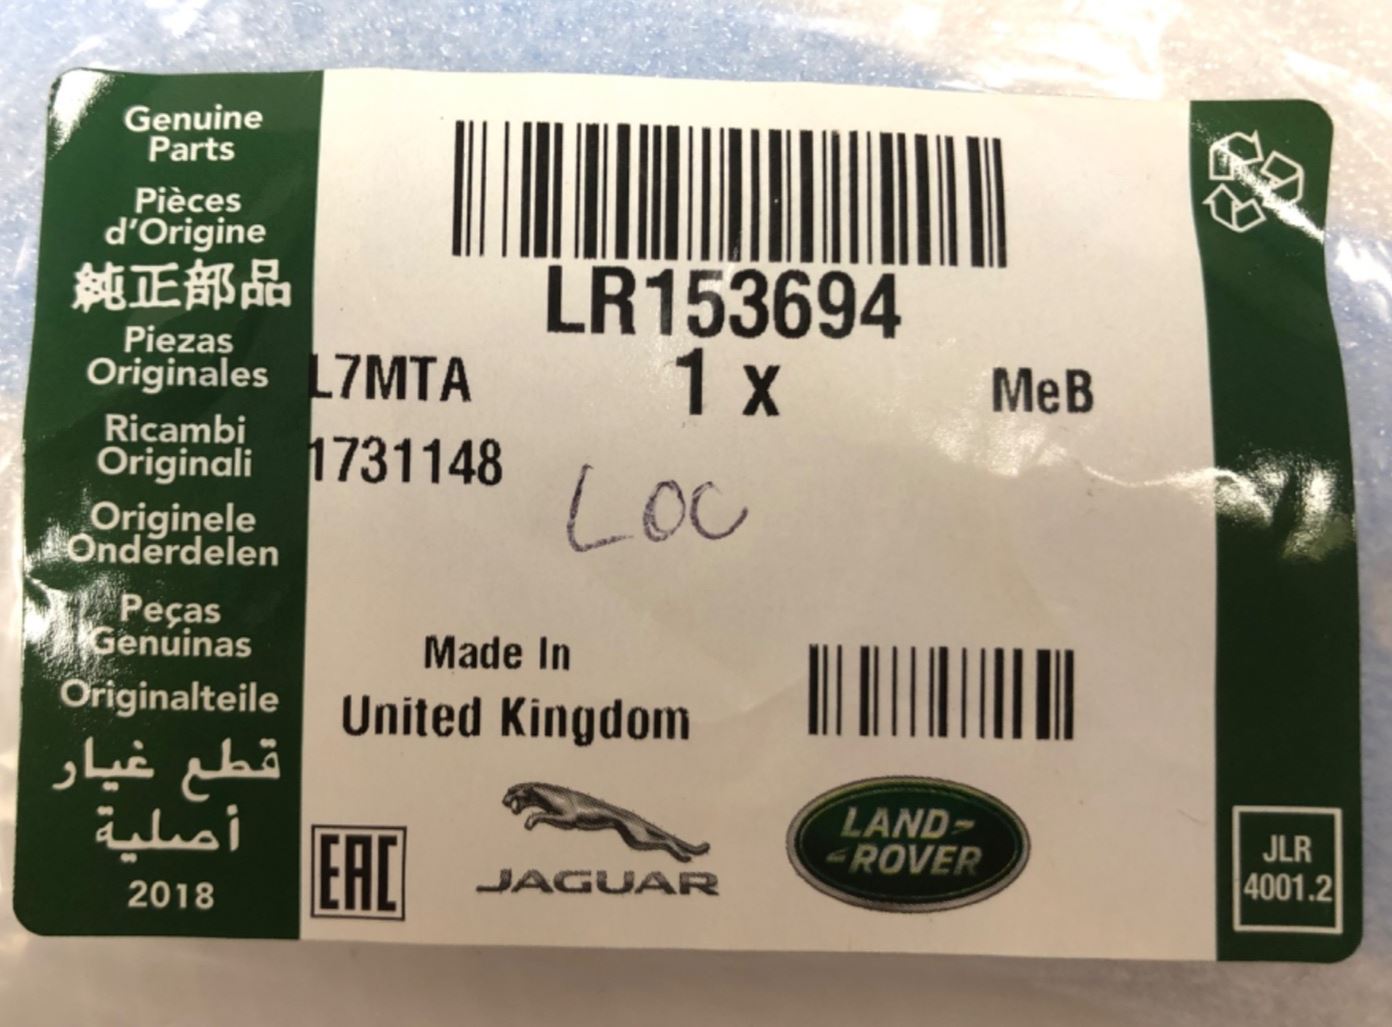 Genuine
Parts
Pièces
d'Origine
純正部品
Piezas
Originales
Ricambi
Originali
Originele
Onderdelen
Peças
Genuinas
Originalteile
قطع غيار
أصلية
2018
LR153694
L7MTA 1 x MeB
1731148
LOC
Made In
United Kingdom
EAC
JAGUAR
LAND-
-ROVER
JLR
4001.2